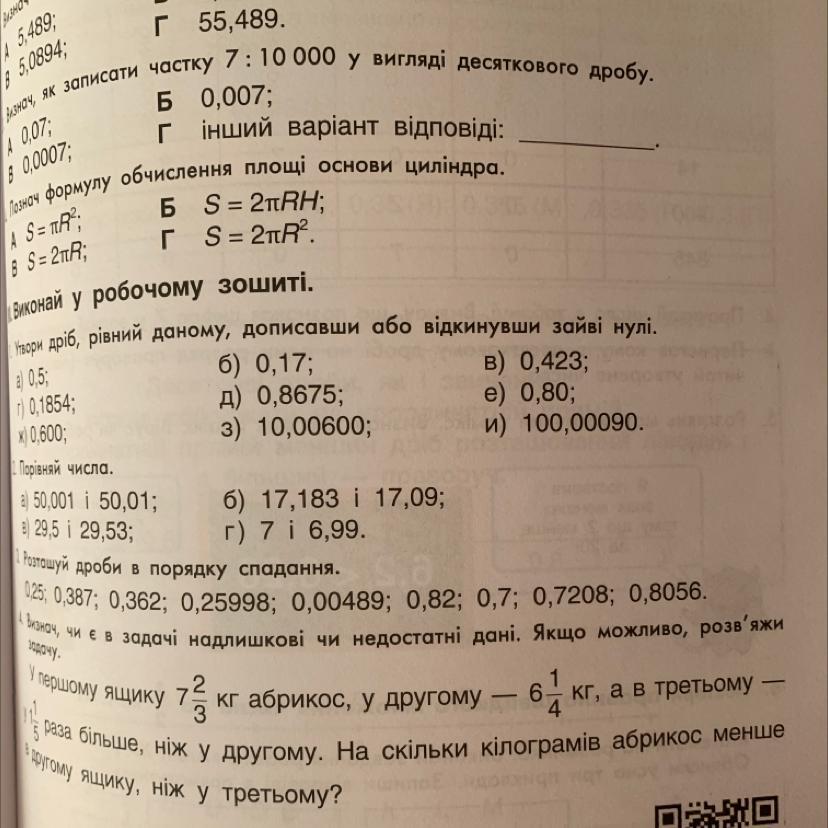 А 5,489;
Г 55,489.
В 5,0894;
Визнач, як записати частку 7 : 10 000 у вигляді десяткового дробу.
А 0,07;
Б 0,007;
В 0,0007;
Г інший варіант відповіді: ________.
Познач формулу обчислення площі основи циліндра.
А S = πR²;
Б S = 2πRH;
В S = 2πR;
Г S = 2πR².
Виконай у робочому зошиті.
Утвори дріб, рівний даному, дописавши або відкинувши зайві нулі.
а) 0,5; б) 0,17; в) 0,423;
г) 0,1854; д) 0,8675; е) 0,80;
ж) 0,600; з) 10,00600; и) 100,00090.
2. Порівняй числа.
а) 50,001 і 50,01; б) 17,183 і 17,09;
в) 29,5 і 29,53; г) 7 і 6,99.
3. Розташуй дроби в порядку спадання.
0,25; 0,387; 0,362; 0,25998; 0,00489; 0,82; 0,7; 0,7208; 0,8056.
4. Визнач, чи є в задачі надлишкові чи недостатні дані. Якщо можливо, розв'яжи
задачу.
У першому ящику 7 2/3 кг абрикос, у другому — 6 1/4 кг, а в третьому —
у 1 1/5 раза більше, ніж у другому. На скільки кілограмів абрикос менше
в другому ящику, ніж у третьому?